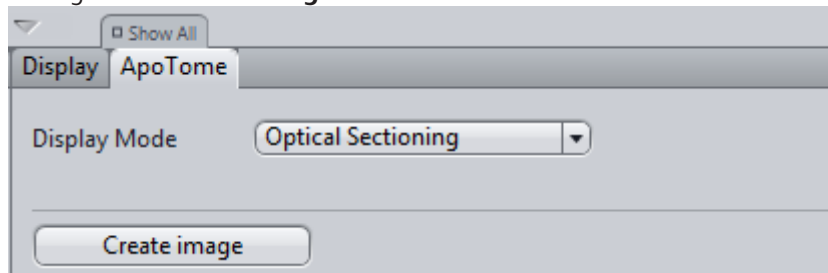 Show All
Display ApoTome
Display Mode Optical Sectioning
Create image